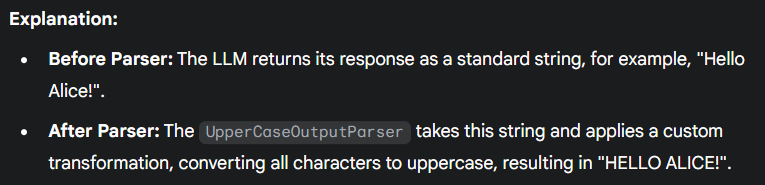 Explanation:
• Before Parser: The LLM returns its response as a standard string, for example, "Hello
Alice!".
• After Parser: The UpperCaseOutputParser takes this string and applies a custom
transformation, converting all characters to uppercase, resulting in "HELLO ALICE!".